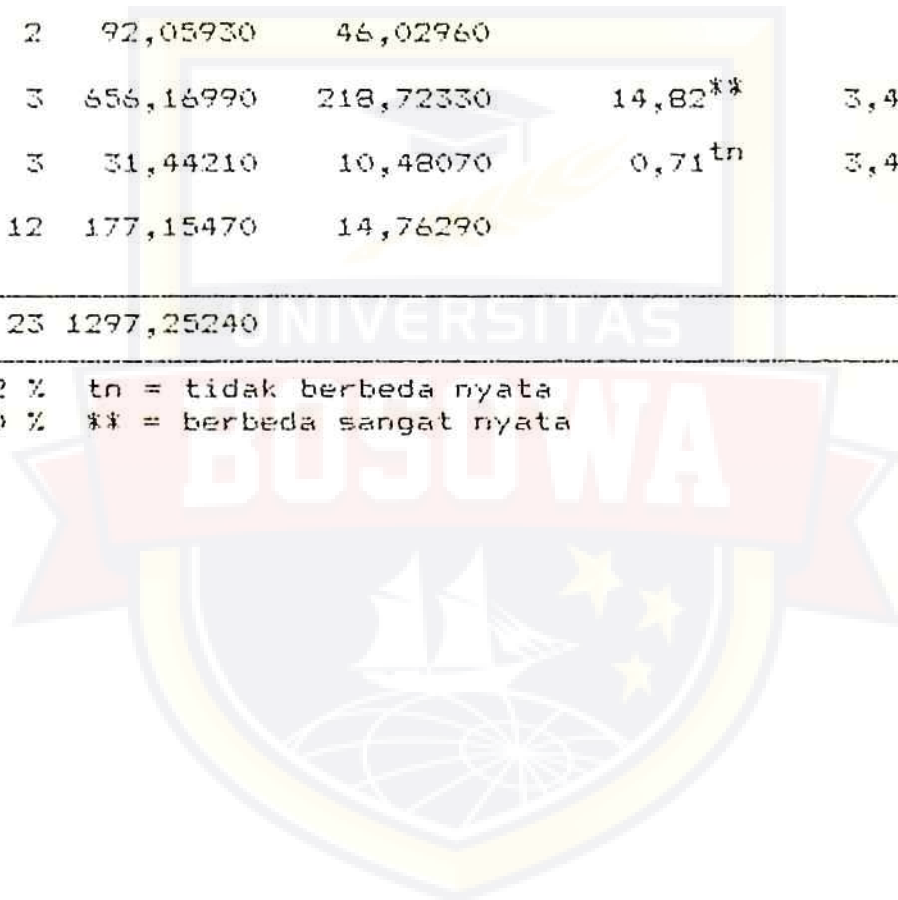 2 92,05930 46,02960
3 656,16990 218,72330 14,82** 3,4
3 31,44210 10,48070 0,71tn 3,4
12 177,15470 14,76290
23 1297,25240
UNIVERSITAS
% tn = tidak berbeda nyata
% ** = berbeda sangat nyata
BOSOWA